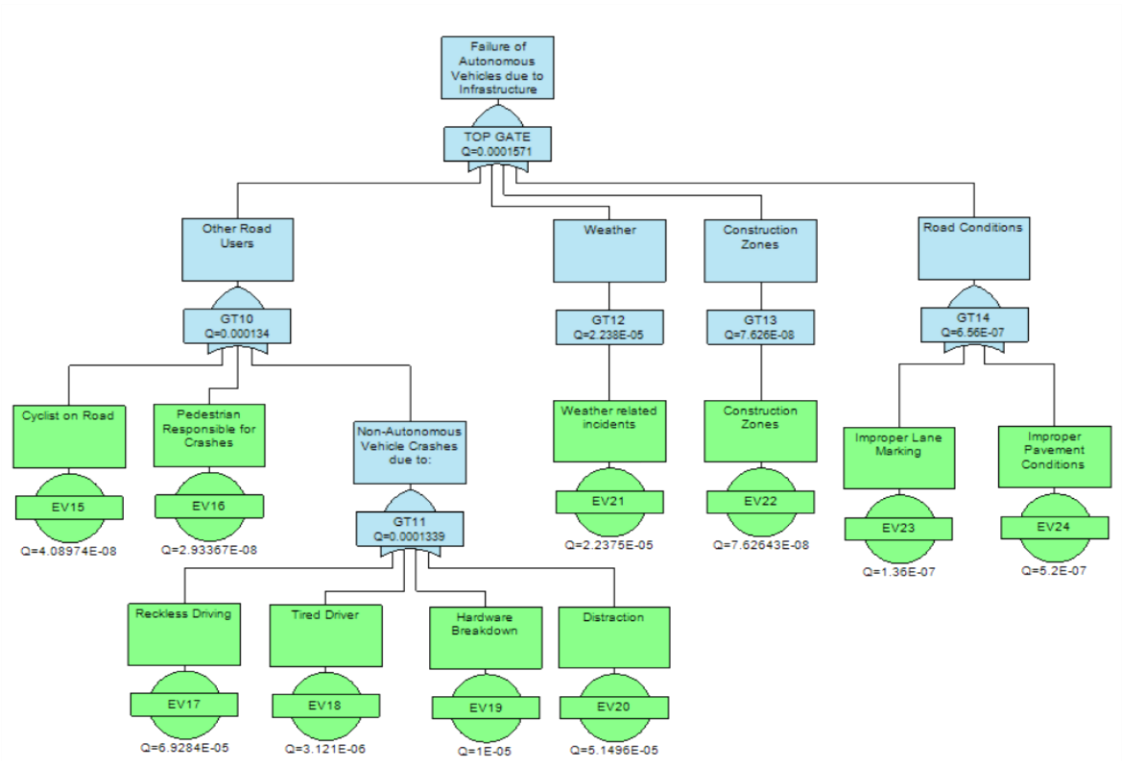 Failure of
Autonomous
Vehicles due to
Infrastructure
TOP GATE
Q=0.0001571
Other Road
Users
Weather
Construction
Zones
Road Conditions
GT10
Q=0.000134
GT12
Q=2.238E-05
GT13
Q=7.626E-08
GT14
Q=6.56E-07
Cyclist on Road
Pedestrian
Responsible for
Crashes
Non-Autonomous
Vehicle Crashes
due to:
Weather related
incidents
Construction
Zones
Improper Lane
Marking
Improper
Pavement
Conditions
EV15
Q=4.08974E-08
EV16
Q=2.93367E-08
GT11
Q=0.0001339
EV21
Q=2.2375E-05
EV22
Q=7.62643E-08
EV23
Q=1.36E-07
EV24
Q=5.2E-07
Reckless Driving
Tired Driver
Hardware
Breakdown
Distraction
EV17
Q=6.9284E-05
EV18
Q=3.121E-06
EV19
Q=1E-05
EV20
Q=5.1496E-05